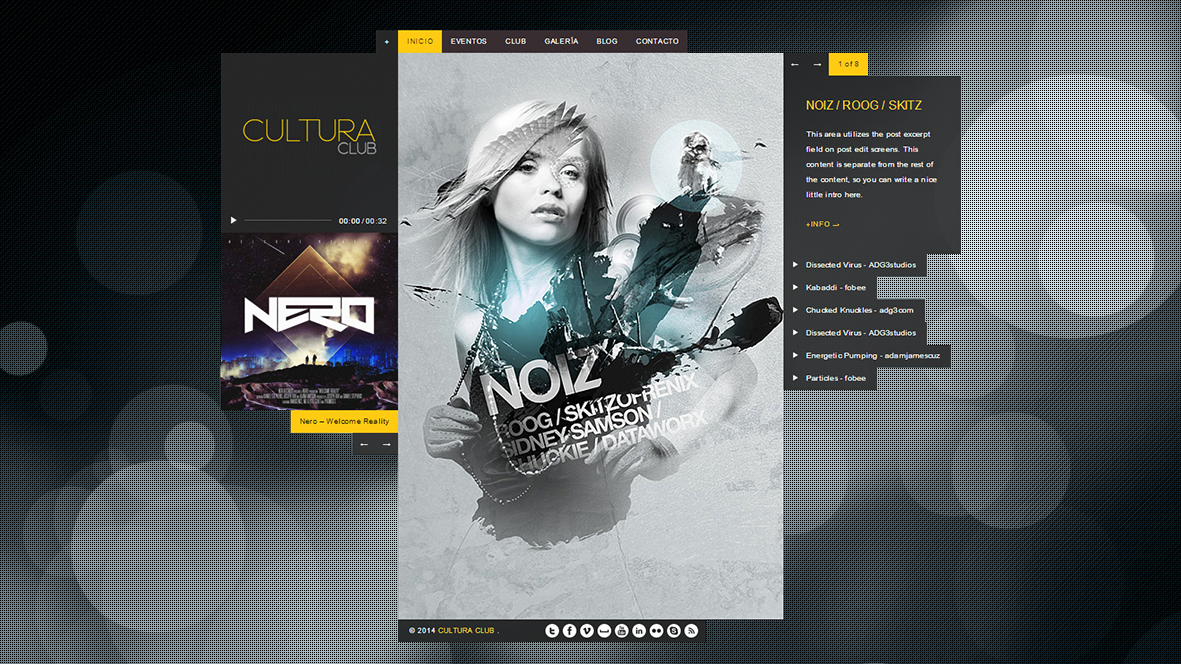 INICIO EVENTOS CLUB GALERÍA BLOG CONTACTO
CULTURA
CLUB
00:00 / 00:32
WELCOME REALITY
NERO
Nero – Welcome Reality
← →
NOIZ
ROOG / SKITZOFRENIX
SIDNEY SAMSON /
CHUCKIE / DATAWORX
← → 1 of 8
NOIZ / ROOG / SKITZ
This area utilizes the post excerpt
field on post edit screens. This
content is separate from the rest of
the content, so you can write a nice
little intro here.
+INFO →
Dissected Virus - ADG3studios
Kabaddi - fobee
Chucked Knuckles - adg3com
Dissected Virus - ADG3studios
Energetic Pumping - adamjamescuz
Particles - fobee
© 2014 CULTURA CLUB .